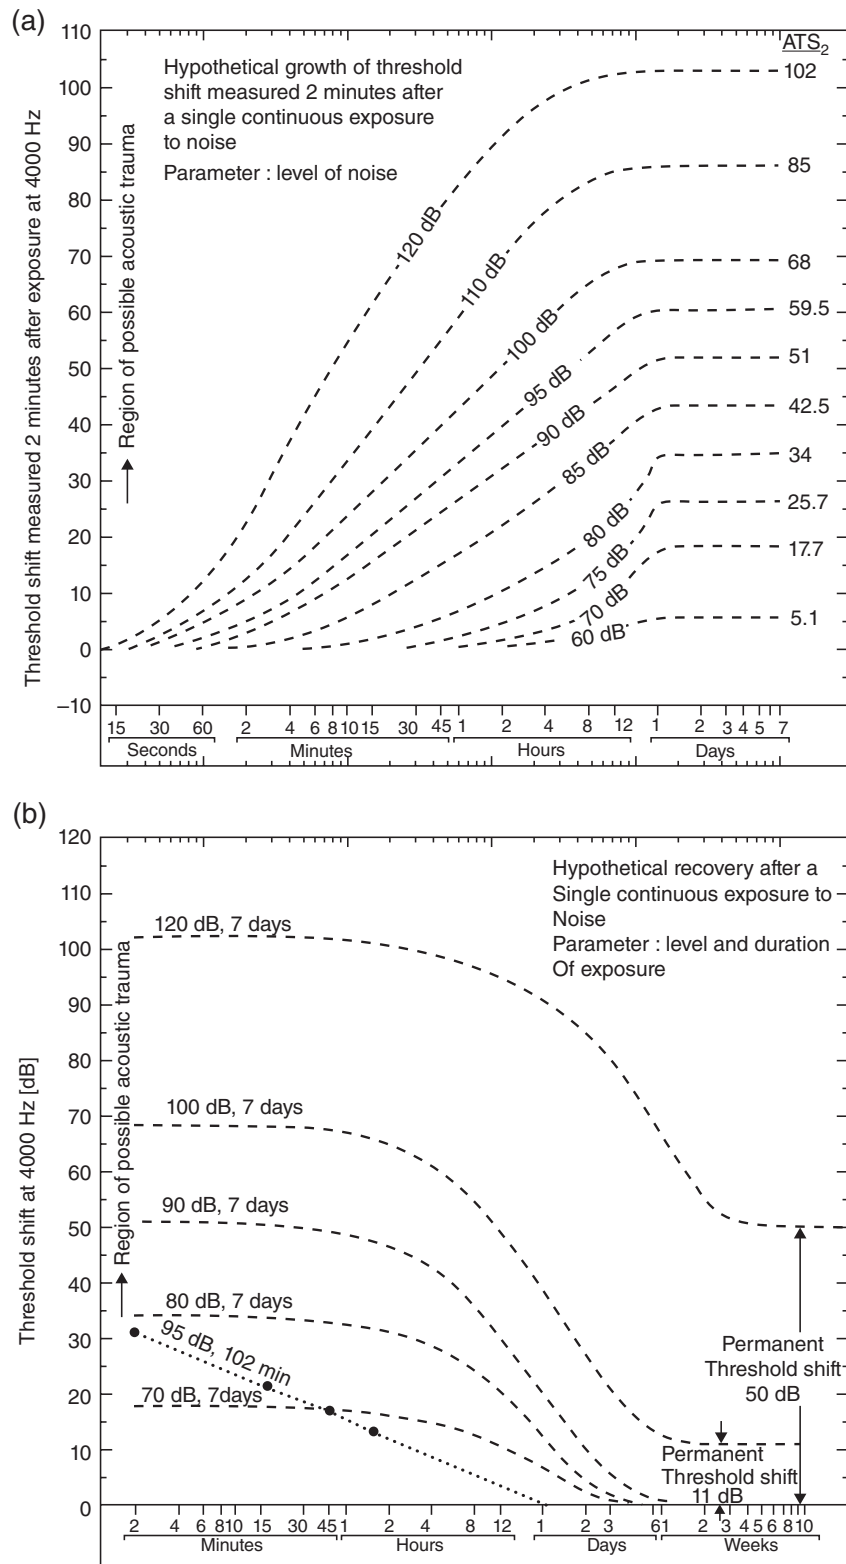 (a)
Threshold shift measured 2 minutes after exposure at 4000 Hz
110
100
90
80
70
60
50
40
30
20
10
0
–10
Region of possible acoustic trauma
Hypothetical growth of threshold
shift measured 2 minutes after
a single continuous exposure
to noise
Parameter : level of noise
ATS2
102
85
68
59.5
51
42.5
34
25.7
17.7
5.1
120 dB
110 dB
100 dB
95 dB
90 dB
85 dB
80 dB
75 dB
70 dB
60 dB
15 30 60 2 4 6 8 10 15 30 45 1 2 4 8 12 1 2 3 4 5 7
Seconds Minutes Hours Days
(b)
Threshold shift at 4000 Hz [dB]
120
110
100
90
80
70
60
50
40
30
20
10
0
Region of possible acoustic trauma
Hypothetical recovery after a
Single continuous exposure to
Noise
Parameter : level and duration
Of exposure
120 dB, 7 days
100 dB, 7 days
90 dB, 7 days
80 dB, 7 days
95 dB, 102 min
70 dB, 7days
Permanent
Threshold shift
50 dB
Permanent
Threshold shift
11 dB
2 4 6 8 10 15 30 45 1 2 4 8 12 1 2 3 6 1 2 3 4 5 6 8 10
Minutes Hours Days Weeks